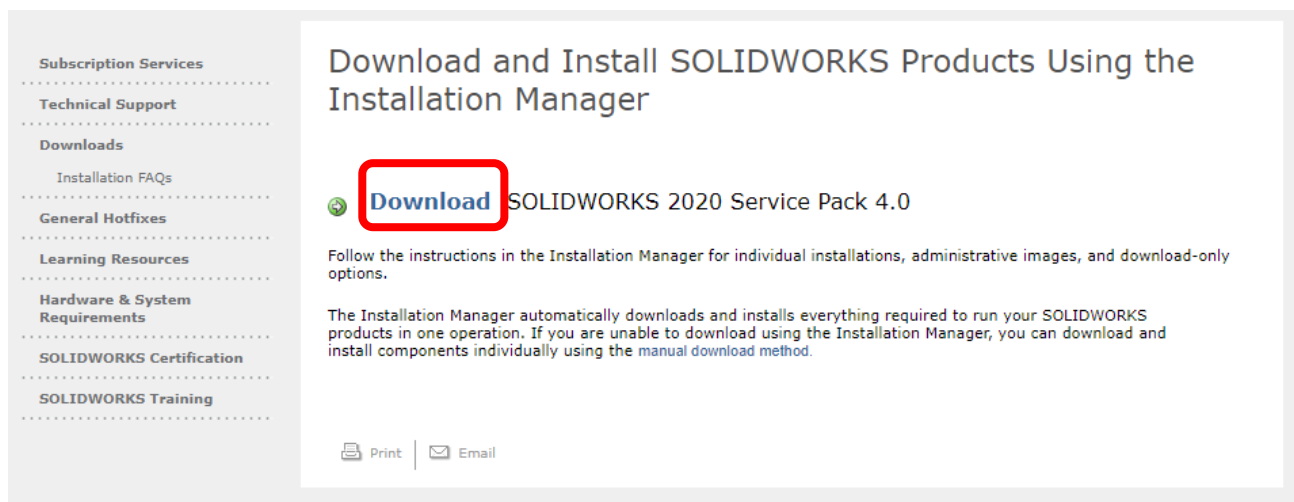 Subscription Services
Technical Support
Downloads
Installation FAQs
General Hotfixes
Learning Resources
Hardware & System
Requirements
SOLIDWORKS Certification
SOLIDWORKS Training
Download and Install SOLIDWORKS Products Using the
Installation Manager
Download SOLIDWORKS 2020 Service Pack 4.0
Follow the instructions in the Installation Manager for individual installations, administrative images, and download-only
options.
The Installation Manager automatically downloads and installs everything required to run your SOLIDWORKS
products in one operation. If you are unable to download using the Installation Manager, you can download and
install components individually using the manual download method.
Print Email